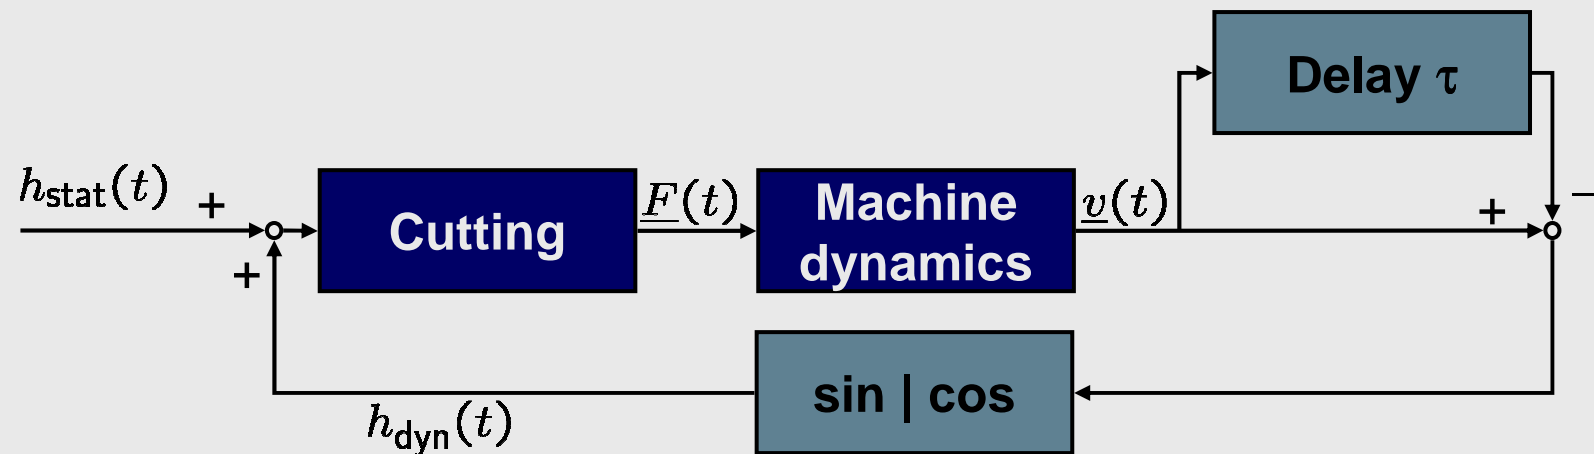 Delay τ
h_stat(t)
+
+
Cutting
F(t)
Machine
dynamics
v(t)
+
−
sin | cos
h_dyn(t)